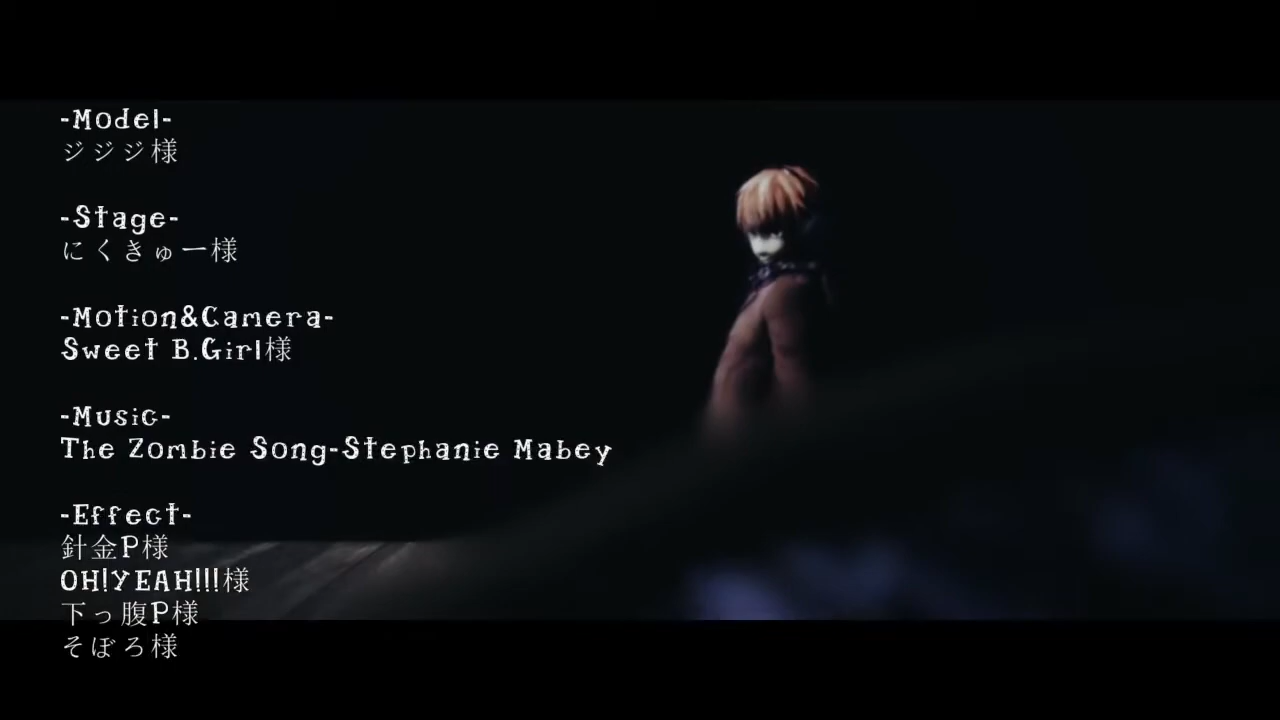 -Model-
ジジジ様
-Stage-
にくきゅー様
-Motion&Camera-
Sweet B.Girl様
-Music-
The Zombie Song-Stephanie Mabey
-Effect-
針金P様
OH!YEAH!!!様
下っ腹P様
そぼろ様